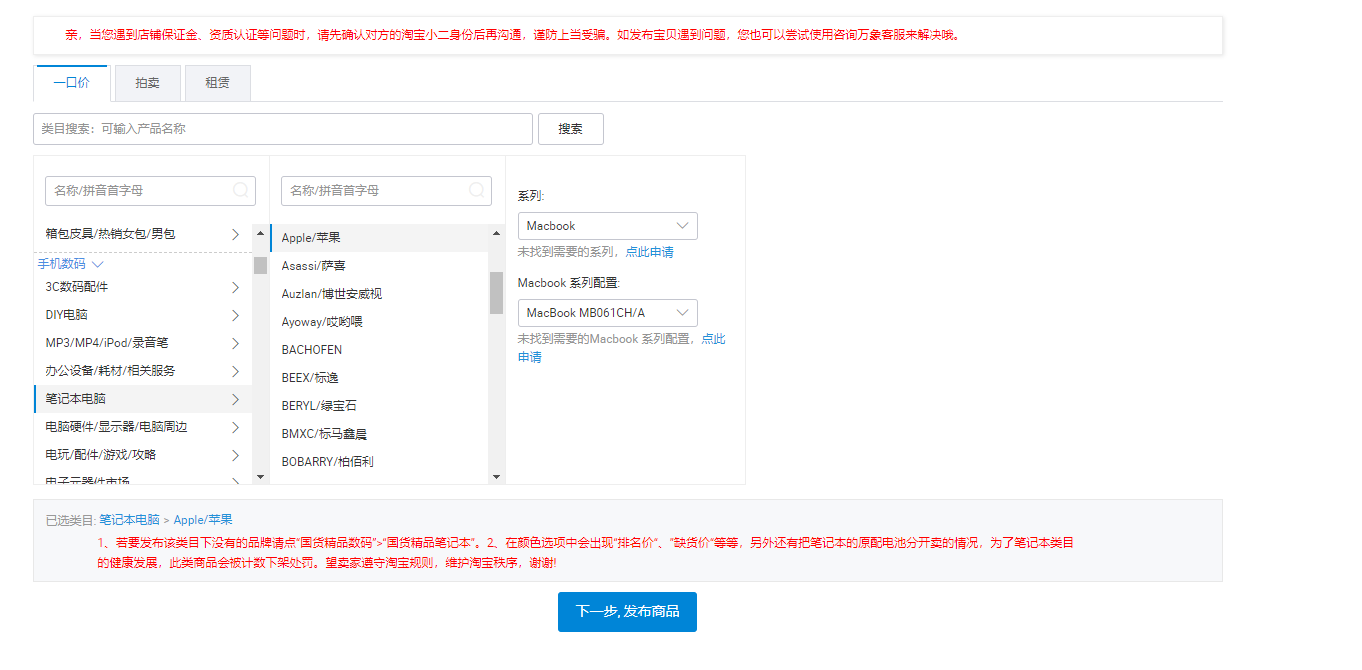 亲，当您遇到店铺保证金、资质认证等问题时，请先确认对方的淘宝小二身份后再沟通，谨防上当受骗。如发布宝贝遇到问题，您也可以尝试使用咨询万象客服来解决哦。
一口价
拍卖
租赁
类目搜索：可输入产品名称
搜索
名称/拼音首字母
箱包皮具/热销女包/男包
手机数码
3C数码配件
DIY电脑
MP3/MP4/iPod/录音笔
办公设备/耗材/相关服务
笔记本电脑
电脑硬件/显示器/电脑周边
电玩/配件/游戏/攻略
电子元器件市场
名称/拼音首字母
Apple/苹果
Asassi/萨喜
Auzlan/博世安威视
Ayoway/哎哟喂
BACHOFEN
BEEX/标逸
BERYL/绿宝石
BMXC/标马鑫晨
BOBARRY/柏佰利
系列:
Macbook
未找到需要的系列，点此申请
Macbook 系列配置:
MacBook MB061CH/A
未找到需要的Macbook 系列配置，点此
申请
已选类目: 笔记本电脑 > Apple/苹果
1、若要发布该类目下没有的品牌请点“国货精品数码”>“国货精品笔记本”。2、在颜色选项中会出现“排名价”、“缺货价”等等，另外还有把笔记本的原配电池分开卖的情况，为了笔记本类目
的健康发展，此类商品会被计数下架处罚。望卖家遵守淘宝规则，维护淘宝秩序，谢谢!
下一步, 发布商品